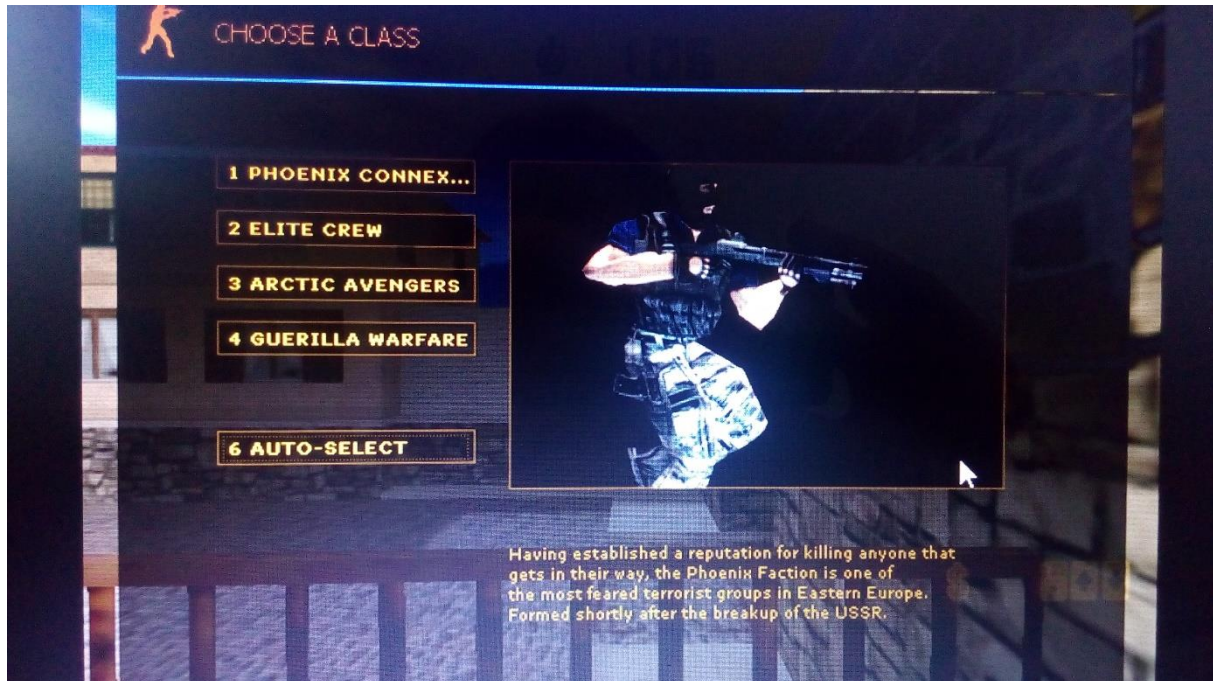 CHOOSE A CLASS
1 PHOENIX CONNEX...
2 ELITE CREW
3 ARCTIC AVENGERS
4 GUERILLA WARFARE
6 AUTO-SELECT
Having established a reputation for killing anyone that
gets in their way, the Phoenix Faction is one of
the most feared terrorist groups in Eastern Europe.
Formed shortly after the breakup of the USSR.